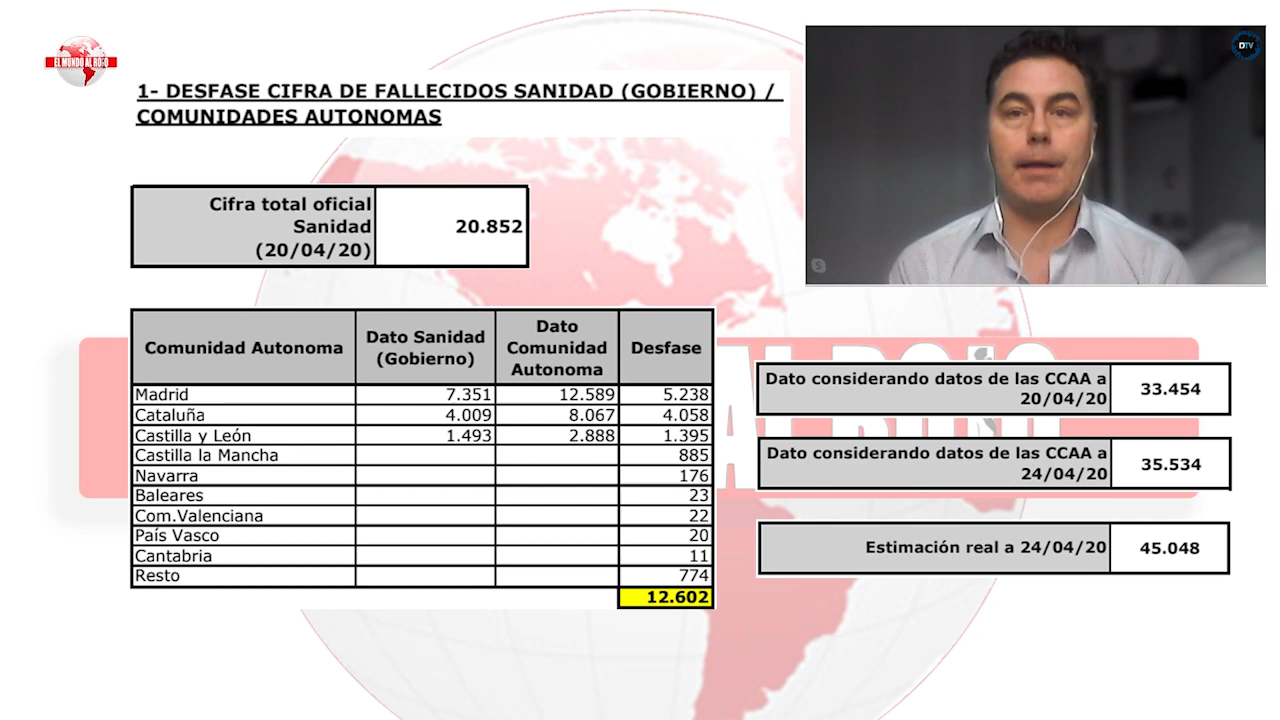 EL MUNDO AL ROJO
1- DESFASE CIFRA DE FALLECIDOS SANIDAD (GOBIERNO) /
COMUNIDADES AUTONOMAS
DTV
Cifra total oficial
Sanidad
(20/04/20)
20.852
Comunidad Autonoma
Dato Sanidad
(Gobierno)
Dato
Comunidad
Autonoma
Desfase
Madrid 7.351 12.589 5.238
Cataluña 4.009 8.067 4.058
Castilla y León 1.493 2.888 1.395
Castilla la Mancha 885
Navarra 176
Baleares 23
Com.Valenciana 22
País Vasco 20
Cantabria 11
Resto 774
12.602
Dato considerando datos de las CCAA a
20/04/20
33.454
Dato considerando datos de las CCAA a
24/04/20
35.534
Estimación real a 24/04/20 45.048